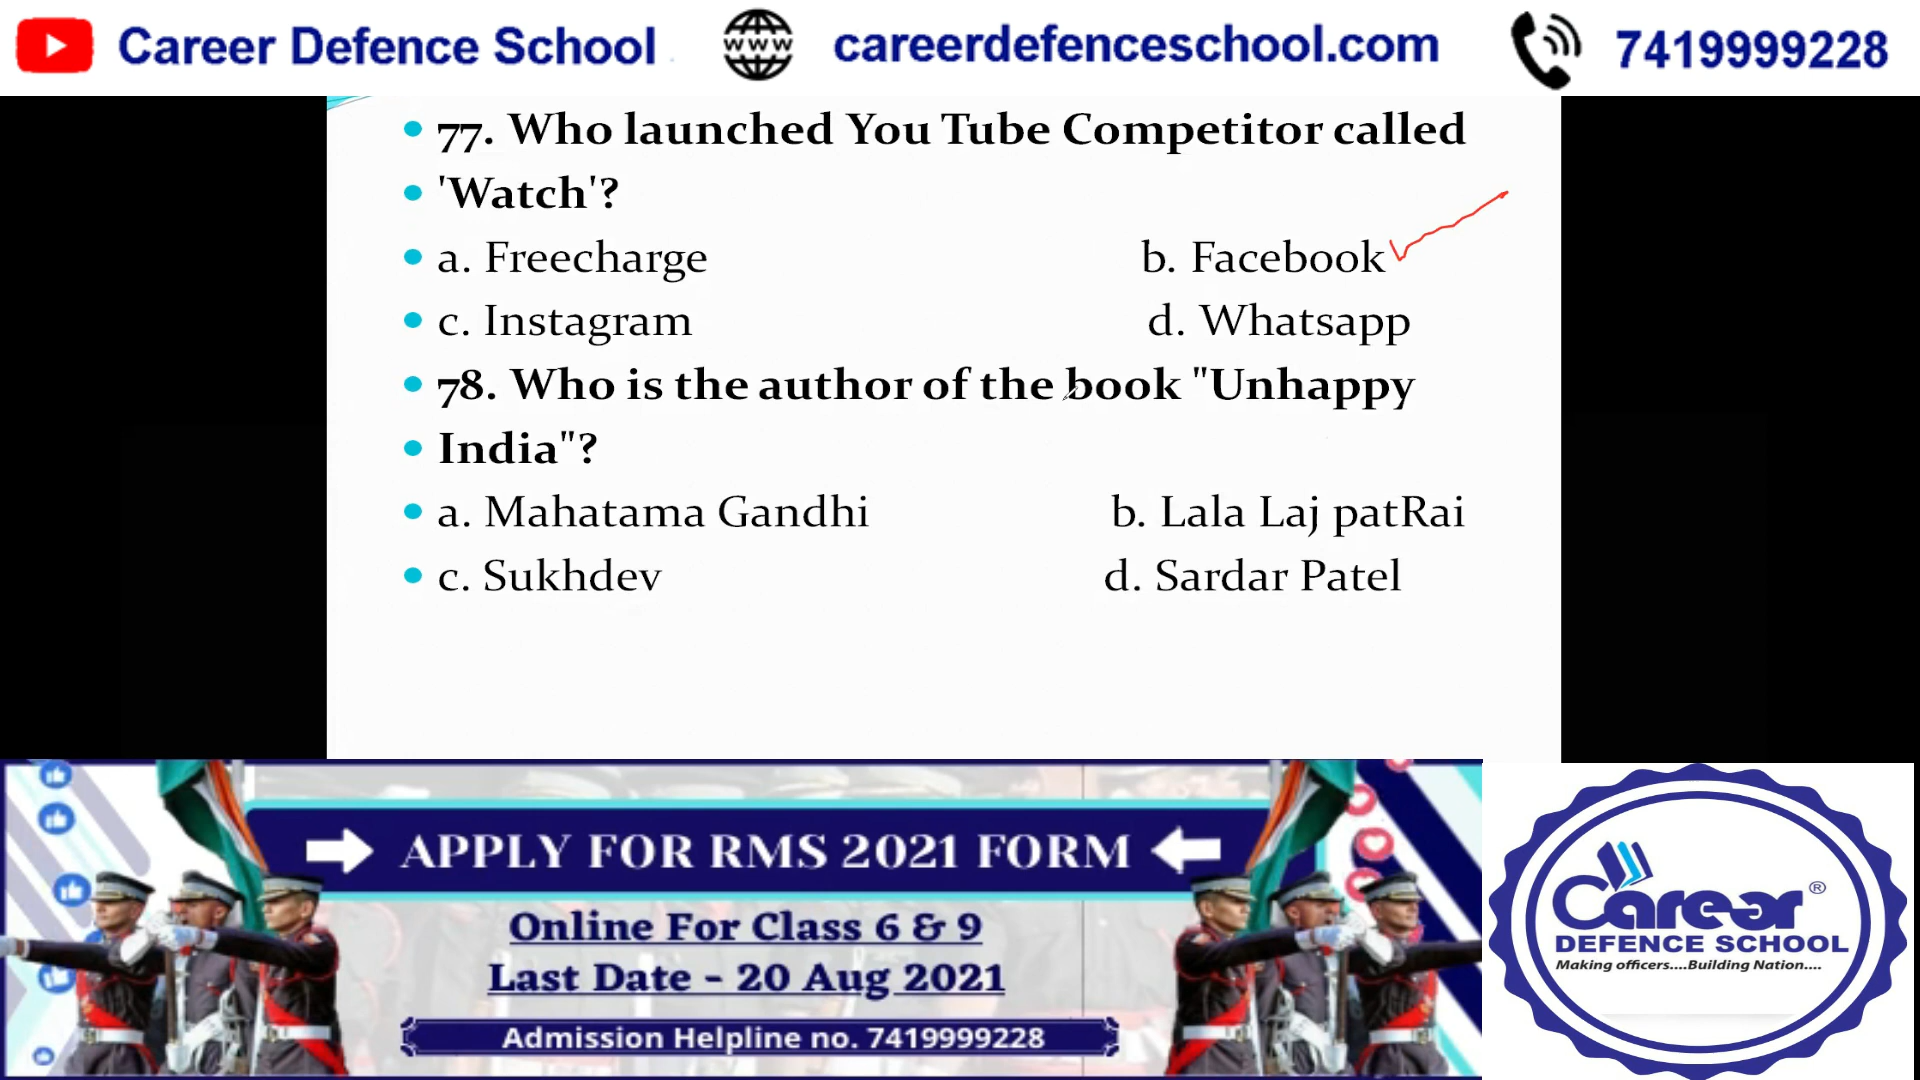 Career Defence School
www
careerdefenceschool.com
7419999228
77. Who launched You Tube Competitor called
'Watch'?
a. Freecharge b. Facebook
c. Instagram d. Whatsapp
78. Who is the author of the book "Unhappy
India"?
a. Mahatama Gandhi b. Lala Laj patRai
c. Sukhdev d. Sardar Patel
APPLY FOR RMS 2021 FORM
Online For Class 6 & 9
Last Date - 20 Aug 2021
Admission Helpline no. 7419999228
Career ®
DEFENCE SCHOOL
Making officers....Building Nation....